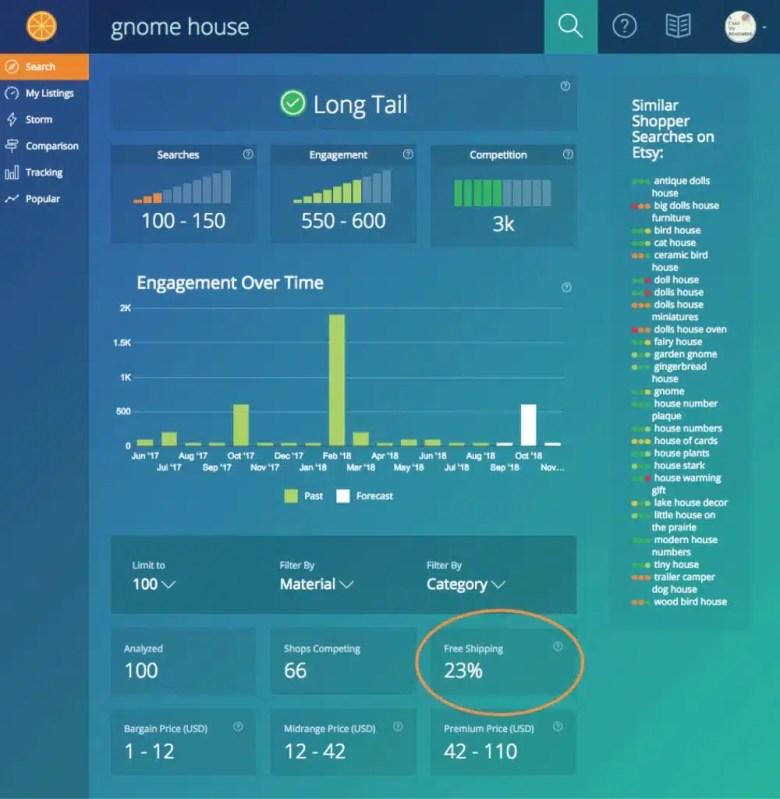 gnome house
Search
My Listings
Storm
Comparison
Tracking
Popular
Long Tail
Searches
100 - 150
Engagement
550 - 600
Competition
3k
Engagement Over Time
2K
1.5K
1K
500
0
Jun '17
Jul '17
Aug '17
Sep '17
Oct '17
Nov '17
Dec '17
Jan '18
Feb '18
Mar '18
Apr '18
May '18
Jun '18
Jul '18
Aug '18
Sep '18
Oct '18
Nov...
Past
Forecast
Limit to
100
Filter By
Material
Filter By
Category
Analyzed
100
Shops Competing
66
Free Shipping
23%
Bargain Price (USD)
1 - 12
Midrange Price (USD)
12 - 42
Premium Price (USD)
42 - 110
Similar
Shopper
Searches on
Etsy:
antique dolls
house
big dolls house
furniture
bird house
cat house
ceramic bird
house
doll house
dolls house
dolls house
miniatures
dolls house oven
fairy house
garden gnome
gingerbread
house
gnome
house number
plaque
house numbers
house of cards
house plants
house stark
house warming
gift
lake house decor
little house on
the prairie
modern house
numbers
tiny house
trailer camper
dog house
wood bird house